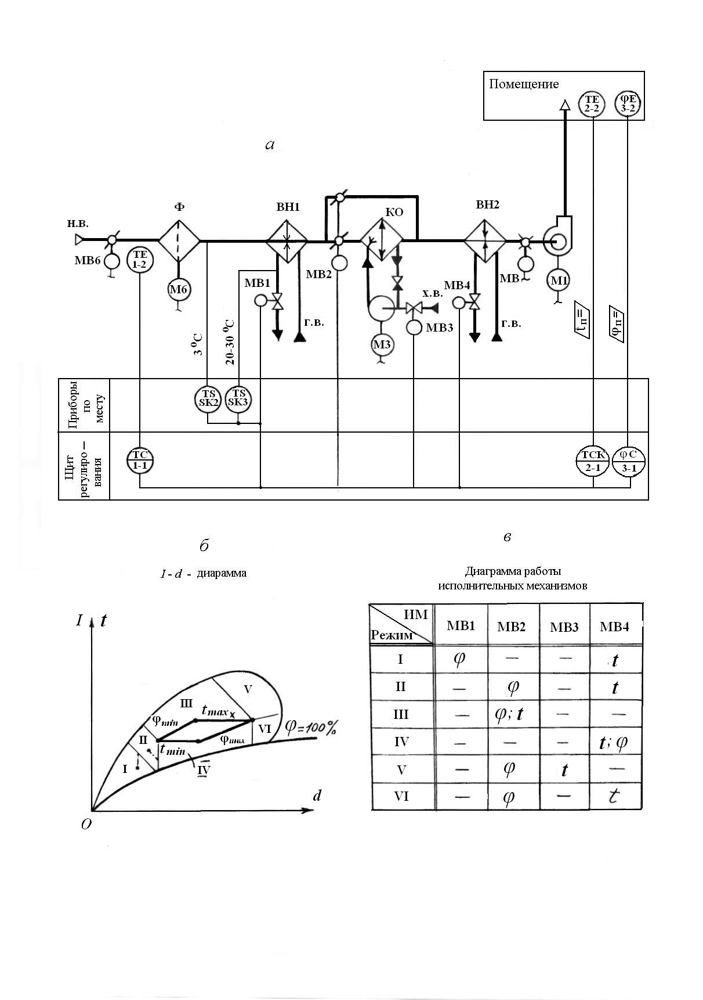 Помещение
ТЕ
2-2
φЕ
3-2
а
Ф
ВН1
КО
ВН2
н.в.
МВ6
ТЕ
1-2
М6
МВ1
МВ2
х.в.
МВ4
МВ
М1
3 °С
20-30 °С
г.в.
М3
МВ3
г.в.
tп=
φп=
Приборы
по
месту
TS
SK2
TS
SK3
Щит
регулиро —
вания
ТС
1-1
ТСК
2-1
φС
3-1
б
I - d - диарамма
I t
V
III
tmax
φmin
VI
φ=100%
II
φmax
tmin
I
IV
d
О
в
Диаграмма работы
исполнительных механизмов
ИМ
Режим
МВ1 МВ2 МВ3 МВ4
I φ — — t
II — φ — t
III — φ; t — —
IV — — — t; φ
V — φ t —
VI — φ — t